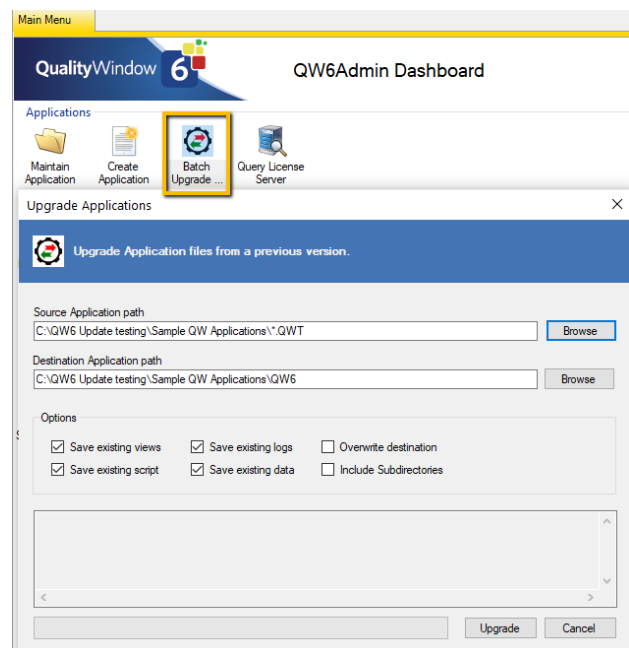 Main Menu
QualityWindow 6
QW6Admin Dashboard
Applications
Maintain Application
Create Application
Batch Upgrade ...
Query License Server
Upgrade Applications
Upgrade Application files from a previous version.
Source Application path
C:\QW6 Update testing\Sample QW Applications\*.QWT
Browse
Destination Application path
C:\QW6 Update testing\Sample QW Applications\QW6
Browse
Options
Save existing views
Save existing logs
Overwrite destination
Save existing script
Save existing data
Include Subdirectories
Upgrade
Cancel